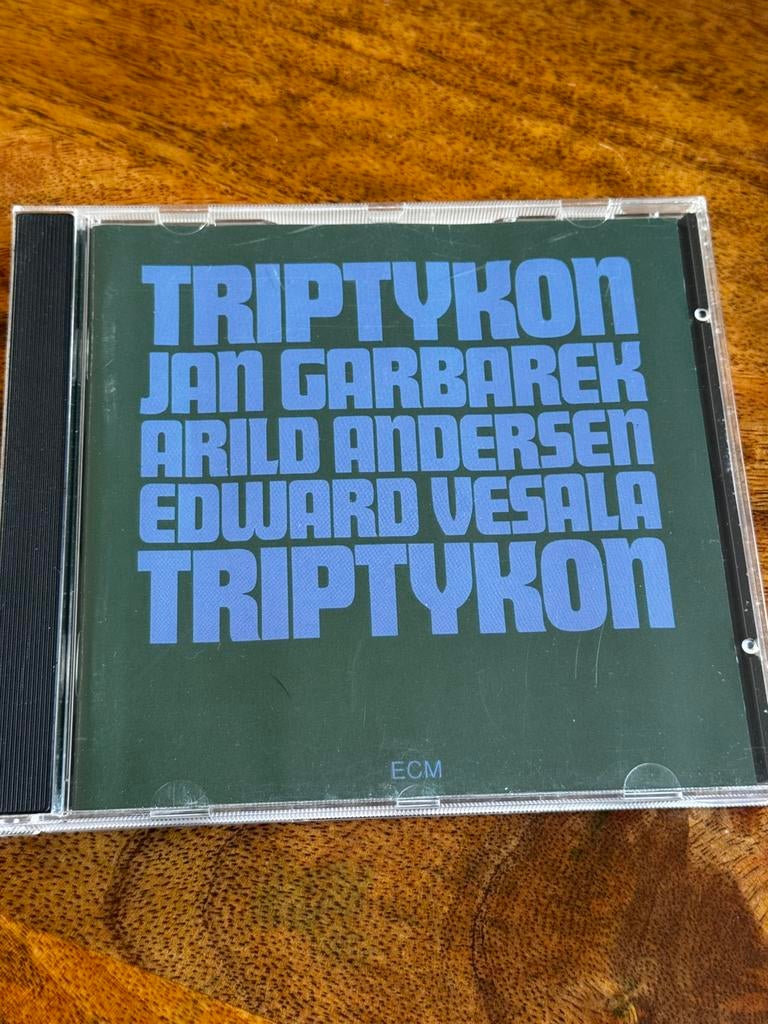 TRIPTYKON
JAN GARBAREK
ARILD ANDERSEN
EDWARD VESALA
TRIPTYKON
ECM